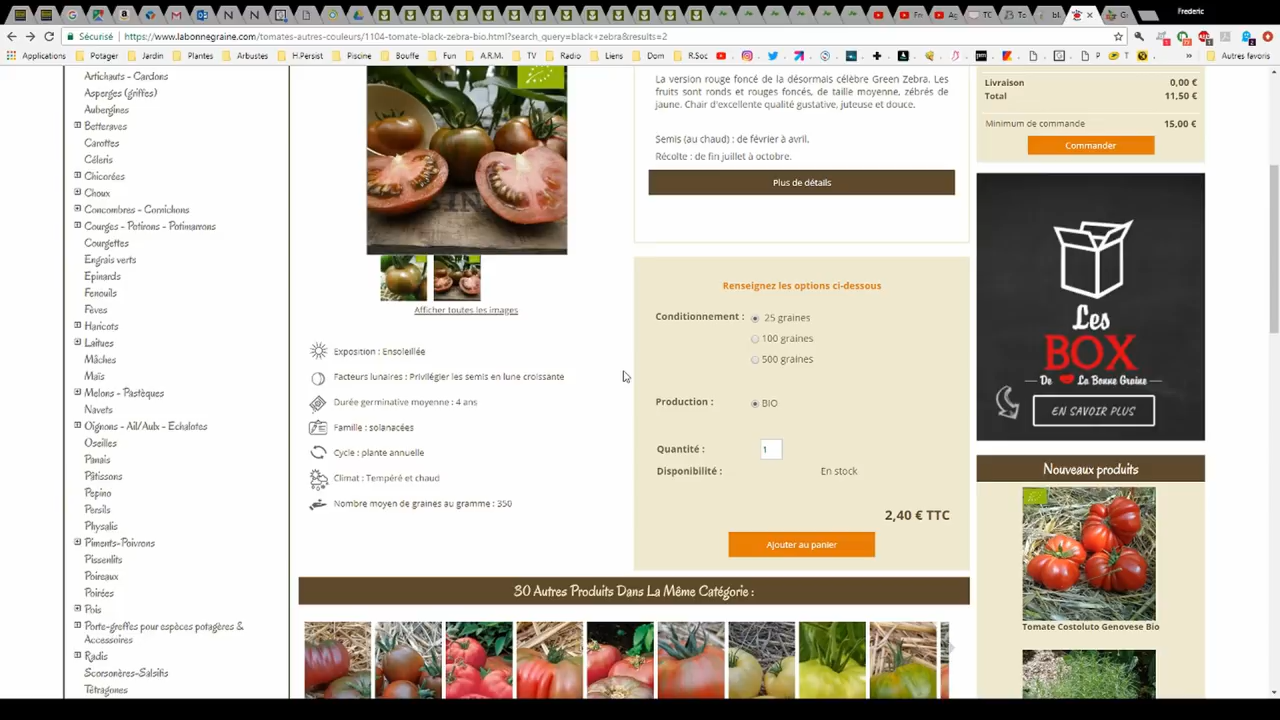 Frederic
Sécurisé
https://www.labonnegraine.com/tomates-autres-couleurs/1104-tomate-black-zebra-bio.html?search_query=black+zebra&results=2
Applications
Potager
Jardin
Piscine
Bouffe
H.Persist
Fun
A.R.M.
TV
Radio
Liens
Dom
R.Soc
»
Autres favoris
Artichauts - Cardons
Asperges (griffes)
Aubergines
Betteraves
Carottes
Céleris
Chicorées
Choux
Concombres - Cornichons
Courges - Potirons - Potimarrons
Courgettes
Engrais verts
Epinards
Fenouils
Fèves
Haricots
Laitues
Mâches
Maïs
Melons - Pastèques
Navets
Oignons - Ail/Aulx - Echalotes
Oseilles
Panais
Pâtissons
Pepino
Persils
Physalis
Piments-Poivrons
Pissenlits
Poireaux
Poirées
Pois
Porte-greffes pour espèces potagères &
Accessoires
Radis
Scorsonères-Salsifis
Tétragones
Afficher toutes les images
Exposition : Ensoleillée
Facteurs lunaires : Privilégier les semis en lune croissante
Durée germinative moyenne : 4 ans
Famille : solanacées
Cycle : plante annuelle
Climat : Tempéré et chaud
Nombre moyen de graines au gramme : 350
La version rouge foncé de la désormais célèbre Green Zebra. Les
fruits sont ronds et rouges foncés, de taille moyenne, zébrés de
jaune. Chair d'excellente qualité gustative, juteuse et douce.
Semis (au chaud) : de février à avril.
Récolte : de fin juillet à octobre.
Plus de détails
Renseignez les options ci-dessous
Conditionnement :
25 graines
100 graines
500 graines
Production :
BIO
Quantité :
1
Disponibilité :
En stock
2,40 € TTC
Ajouter au panier
30 Autres Produits Dans La Même Catégorie :
Livraison 0,00 €
Total 11,50 €
Minimum de commande 15,00 €
Commander
Les
BOX
De La Bonne Graine
EN SAVOIR PLUS
Nouveaux produits
Tomate Costoluto Genovese Bio